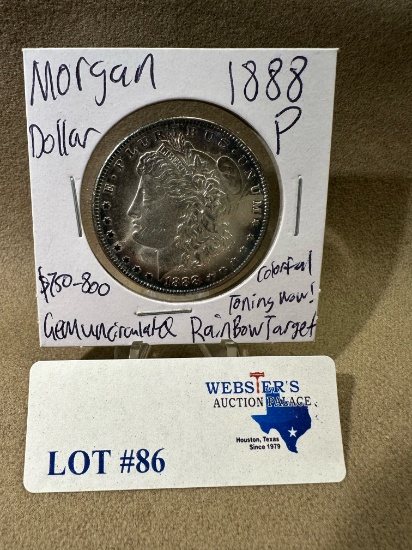 Morgan 1888
Dollar P
E·PLURIBUS·UNUM
1888
$750-800 Colorful
Toning Wow!
Gem uncirculated RainBow Target
WEBSTER'S
AUCTION PALACE
Houston, Texas
Since 1979
LOT #86